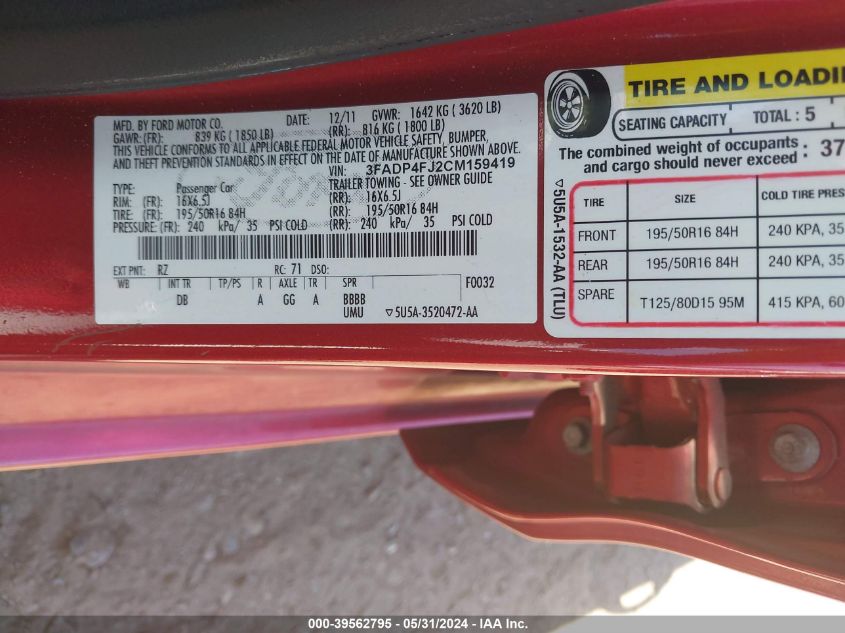 MFD. BY FORD MOTOR CO.
DATE: 12/11 GVWR: 1642 KG ( 3620 LB)
GAWR: (FR): 839 KG ( 1850 LB) (RR): 816 KG ( 1800 LB)
THIS VEHICLE CONFORMS TO ALL APPLICABLE FEDERAL MOTOR VEHICLE SAFETY, BUMPER,
AND THEFT PREVENTION STANDARDS IN EFFECT ON THE DATE OF MANUFACTURE SHOWN ABOVE.
VIN: 3FADP4FJ2CM159419
TYPE: Passenger Car TRAILER TOWING - SEE OWNER GUIDE
RIM: (FR): 16X6.5J (RR): 16X6.5J
TIRE: (FR): 195/50R16 84H (RR): 195/50R16 84H
PRESSURE: (FR): 240 kPa/ 35 PSI COLD (RR): 240 kPa/ 35 PSI COLD
EXT PNT: RZ RC: 71 DSO:
WB INT TR TP/PS R AXLE TR SPR F0032
DB A GG A BBBB
UMU ▽5U5A-3520472-AA
TIRE AND LOADI
SEATING CAPACITY TOTAL : 5
The combined weight of occupants
and cargo should never exceed : 37
TIRE SIZE COLD TIRE PRES
FRONT 195/50R16 84H 240 KPA, 35
REAR 195/50R16 84H 240 KPA, 35
SPARE T125/80D15 95M 415 KPA, 60
▽5U5A-1532-AA (TLU)
000-39562795 - 05/31/2024 - IAA Inc.